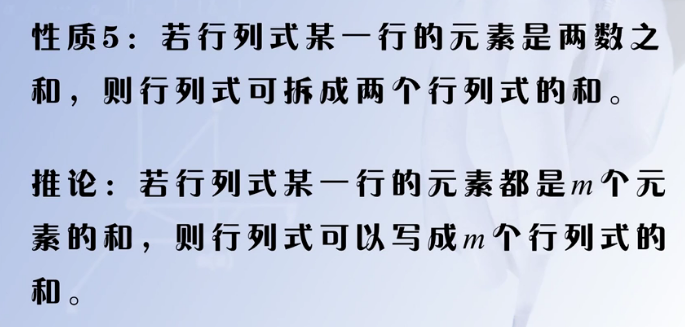 性质5：若行列式某一行的元素是两数之
和，则行列式可拆成两个行列式的和。
推论：若行列式某一行的元素都是m个元
素的和，则行列式可以写成m个行列式的
和。